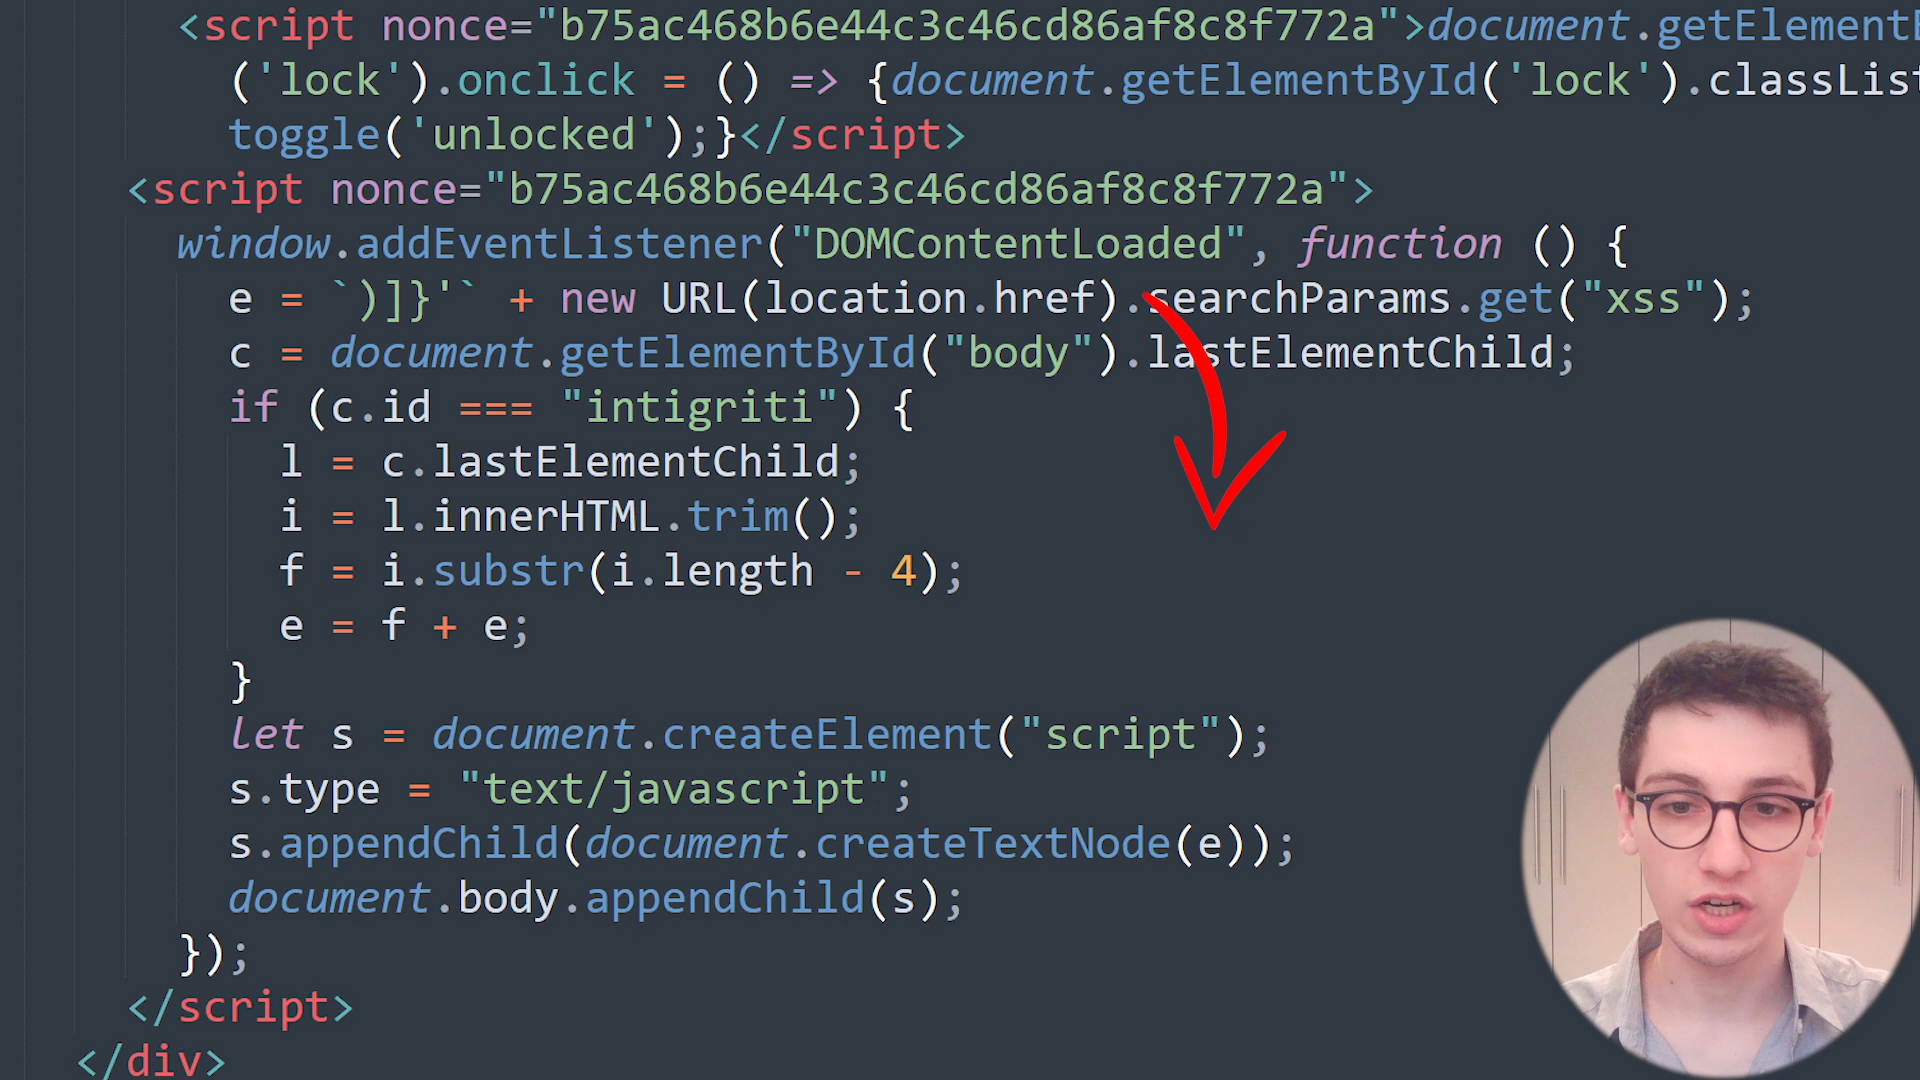 <script nonce="b75ac468b6e44c3c46cd86af8c8f772a">document.getElement
('lock').onclick = () => {document.getElementById('lock').classList
toggle('unlocked');}</script>
<script nonce="b75ac468b6e44c3c46cd86af8c8f772a">
window.addEventListener("DOMContentLoaded", function () {
e = `)]}'` + new URL(location.href).searchParams.get("xss");
c = document.getElementById("body").lastElementChild;
if (c.id === "intigriti") {
l = c.lastElementChild;
i = l.innerHTML.trim();
f = i.substr(i.length - 4);
e = f + e;
}
let s = document.createElement("script");
s.type = "text/javascript";
s.appendChild(document.createTextNode(e));
document.body.appendChild(s);
});
</script>
</div>